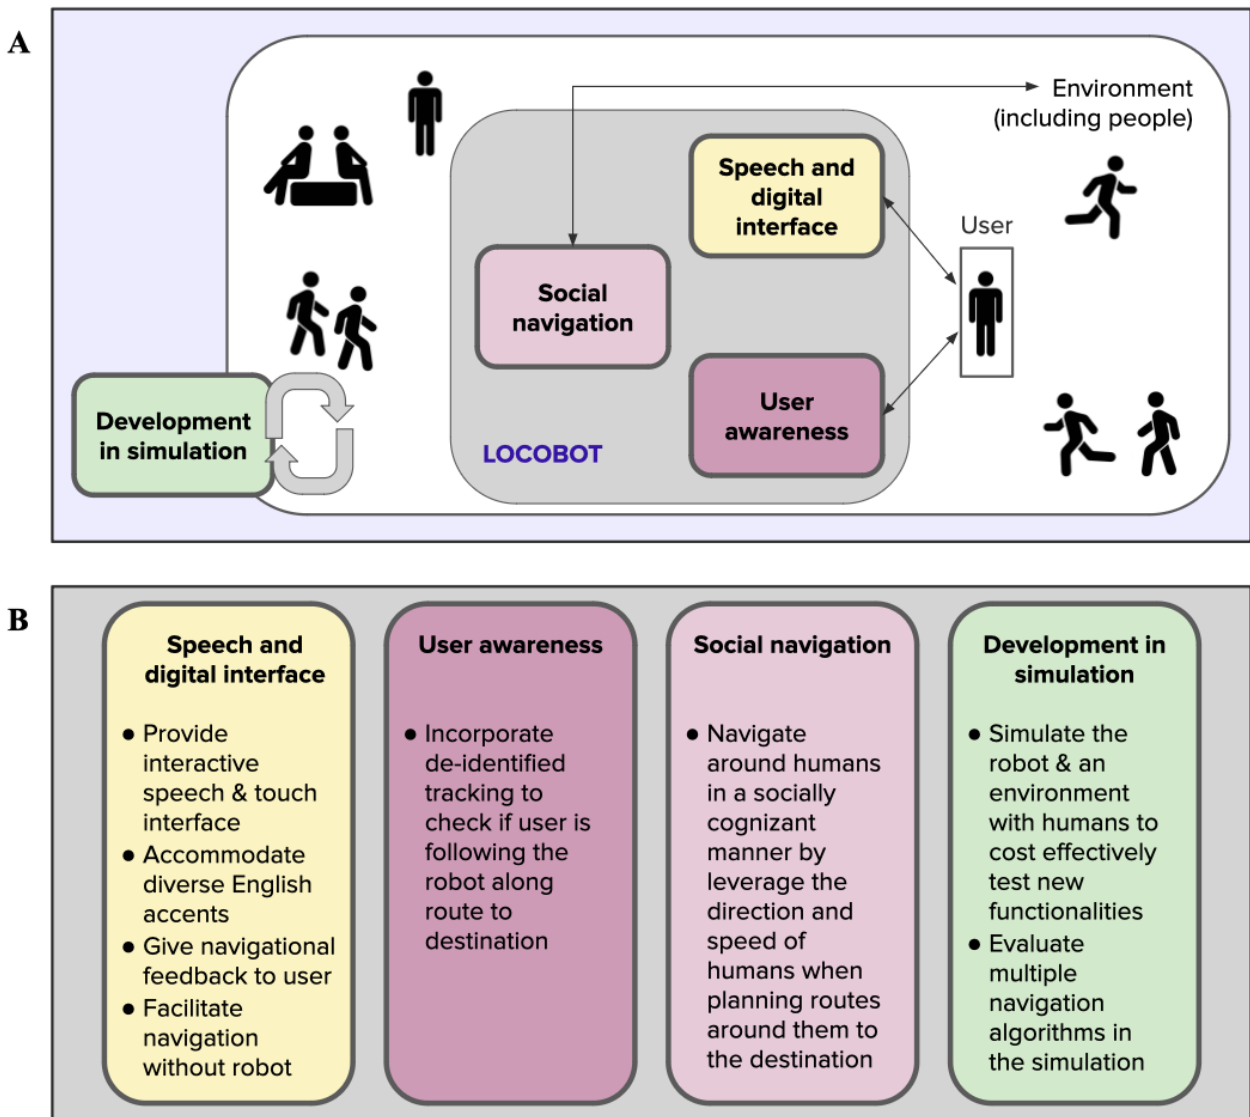 A
Environment
(including people)
Speech and
digital
interface
User
Social
navigation
Development
in simulation
User
awareness
LOCOBOT
B
Speech and
digital interface
● Provide
interactive
speech & touch
interface
● Accommodate
diverse English
accents
● Give navigational
feedback to user
● Facilitate
navigation
without robot
User awareness
● Incorporate
de-identified
tracking to
check if user is
following the
robot along
route to
destination
Social navigation
● Navigate
around humans
in a socially
cognizant
manner by
leverage the
direction and
speed of
humans when
planning routes
around them to
the destination
Development in
simulation
● Simulate the
robot & an
environment
with humans to
cost effectively
test new
functionalities
● Evaluate
multiple
navigation
algorithms in
the simulation